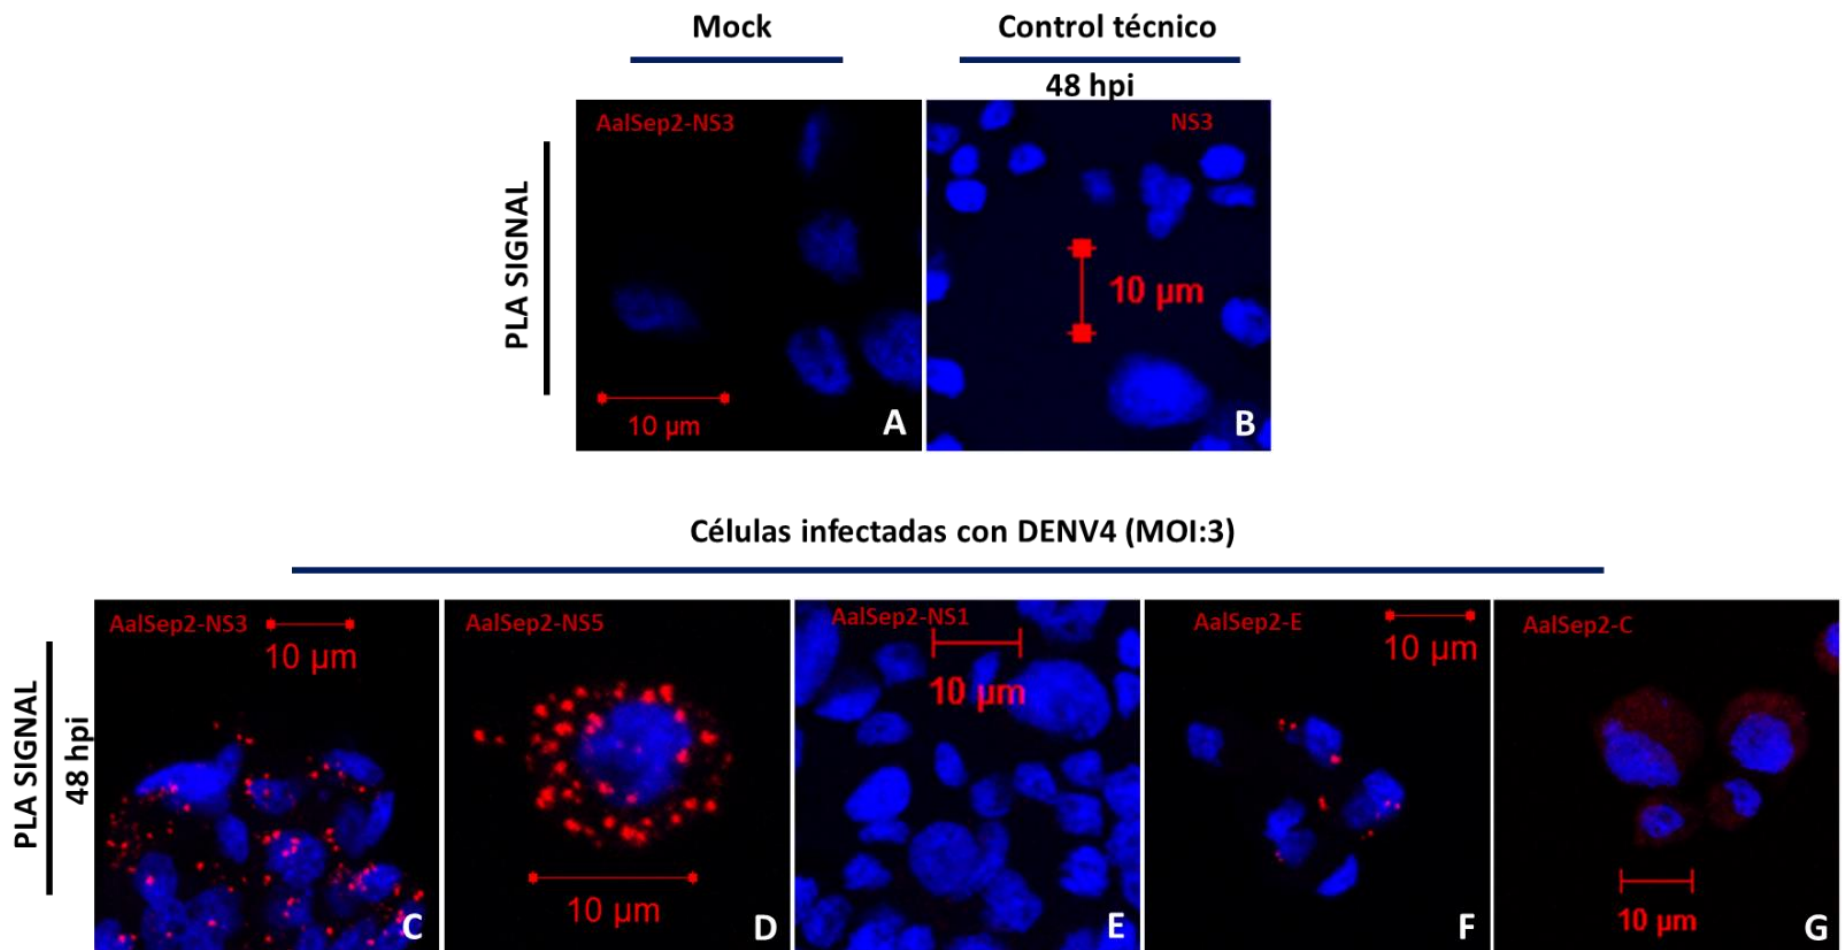 Mock
Control técnico
48 hpi
PLA SIGNAL
AalSep2-NS3
10 µm
A
NS3
10 µm
B
Células infectadas con DENV4 (MOI:3)
PLA SIGNAL
48 hpi
AalSep2-NS3
10 µm
C
AalSep2-NS5
10 µm
D
AalSep2-NS1
10 µm
E
AalSep2-E
10 µm
F
AalSep2-C
10 µm
G